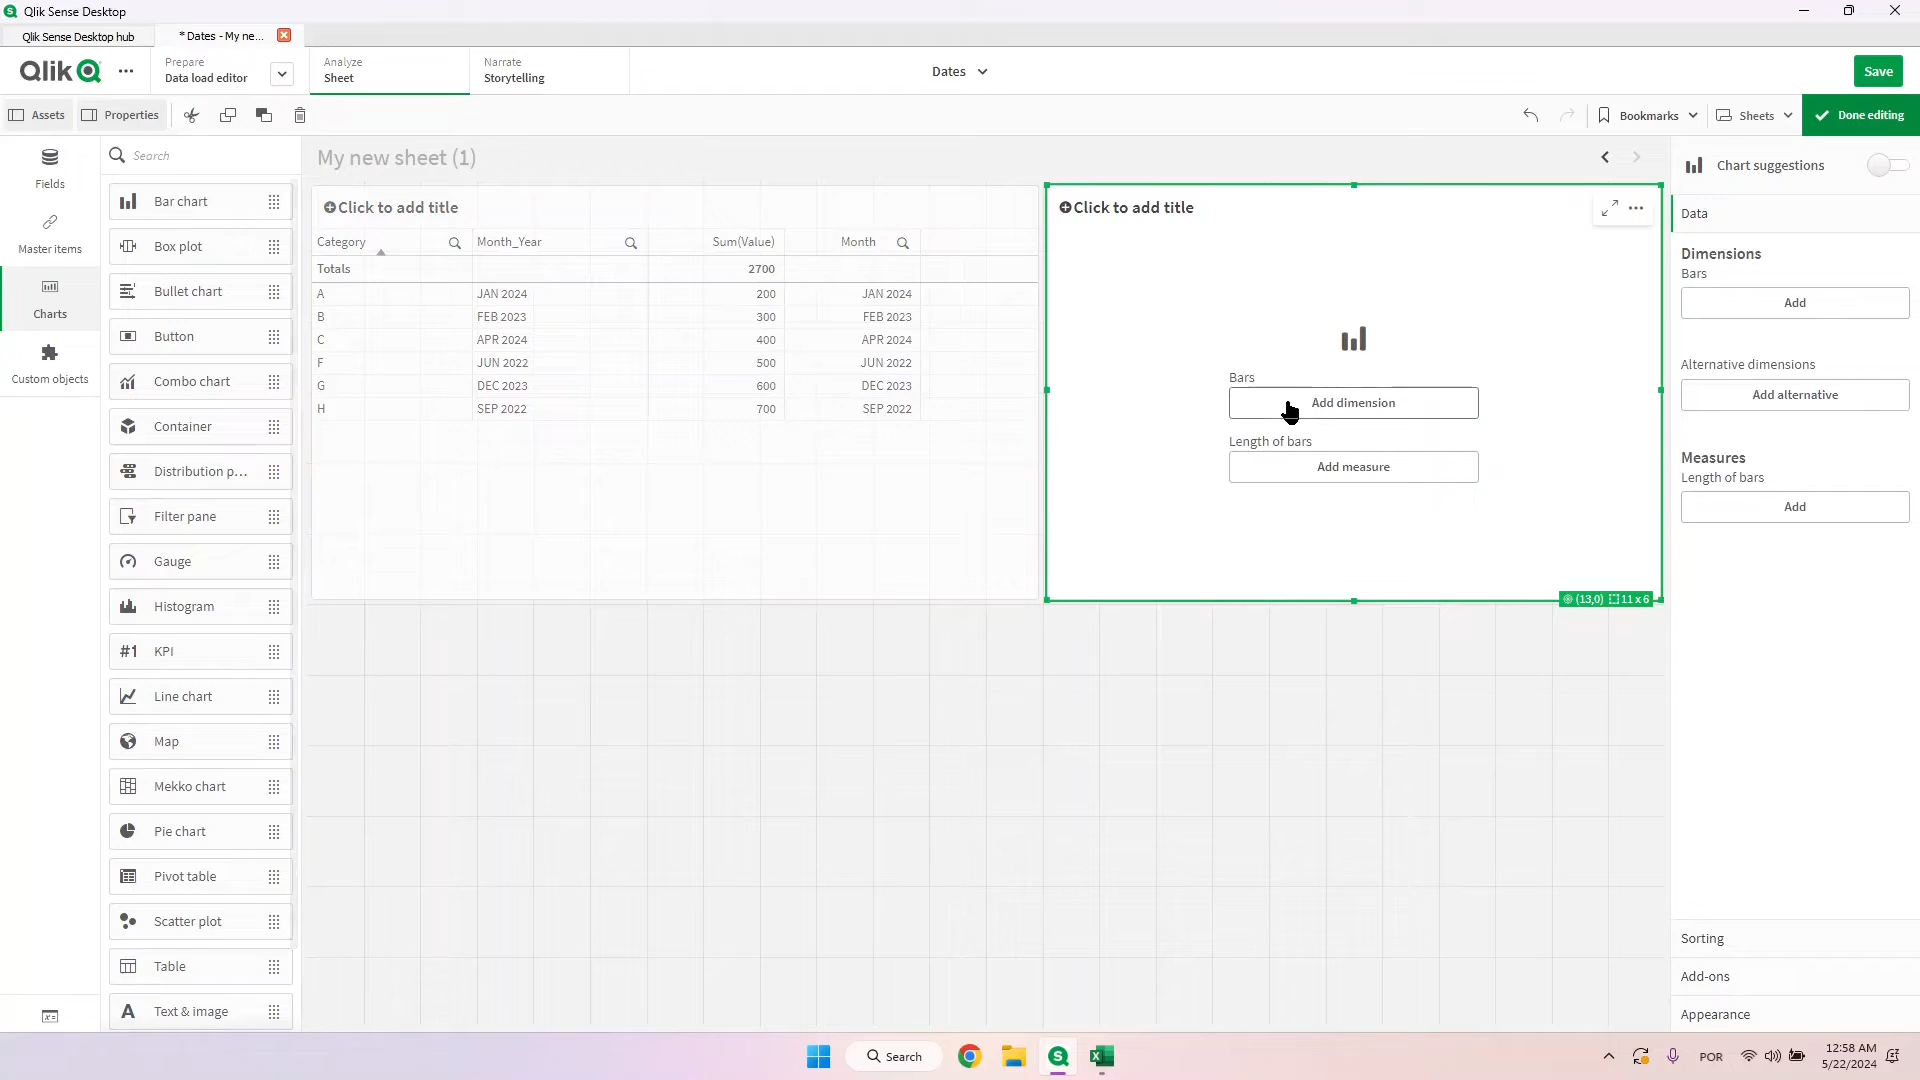 Qlik Sense Desktop
Qlik Sense Desktop hub
* Dates - My ne...
Qlik
Prepare
Data load editor
Analyze
Sheet
Narrate
Storytelling
Dates
Save
Assets
Properties
Bookmarks
Sheets
Done editing
Fields
Master items
Charts
Custom objects
Search
Bar chart
Box plot
Bullet chart
Button
Combo chart
Container
Distribution p...
Filter pane
Gauge
Histogram
#1 KPI
Line chart
Map
Mekko chart
Pie chart
Pivot table
Scatter plot
Table
A Text & image
My new sheet (1)
Click to add title
Category Month_Year Sum(Value) Month
Totals 2700
A JAN 2024 200 JAN 2024
B FEB 2023 300 FEB 2023
C APR 2024 400 APR 2024
F JUN 2022 500 JUN 2022
G DEC 2023 600 DEC 2023
H SEP 2022 700 SEP 2022
Click to add title
Bars
Add dimension
Length of bars
Add measure
(13,0) 11 x 6
Chart suggestions
Data
Dimensions
Bars
Add
Alternative dimensions
Add alternative
Measures
Length of bars
Add
Sorting
Add-ons
Appearance
Search
POR
12:58 AM
5/22/2024